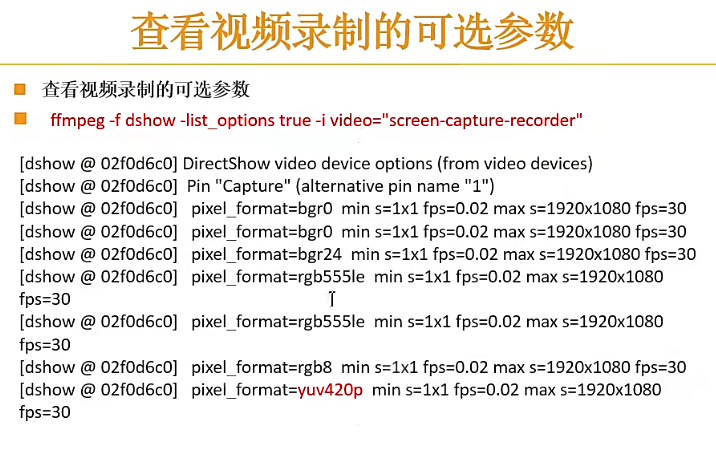 查看视频录制的可选参数
查看视频录制的可选参数
ffmpeg -f dshow -list_options true -i video="screen-capture-recorder"
[dshow @ 02f0d6c0] DirectShow video device options (from video devices)
[dshow @ 02f0d6c0]  Pin "Capture" (alternative pin name "1")
[dshow @ 02f0d6c0]   pixel_format=bgr0  min s=1x1 fps=0.02 max s=1920x1080 fps=30
[dshow @ 02f0d6c0]   pixel_format=bgr0  min s=1x1 fps=0.02 max s=1920x1080 fps=30
[dshow @ 02f0d6c0]   pixel_format=bgr24  min s=1x1 fps=0.02 max s=1920x1080 fps=30
[dshow @ 02f0d6c0]   pixel_format=rgb555le  min s=1x1 fps=0.02 max s=1920x1080
fps=30
[dshow @ 02f0d6c0]   pixel_format=rgb555le  min s=1x1 fps=0.02 max s=1920x1080
fps=30
[dshow @ 02f0d6c0]   pixel_format=rgb8  min s=1x1 fps=0.02 max s=1920x1080 fps=30
[dshow @ 02f0d6c0]   pixel_format=yuv420p  min s=1x1 fps=0.02 max s=1920x1080
fps=30